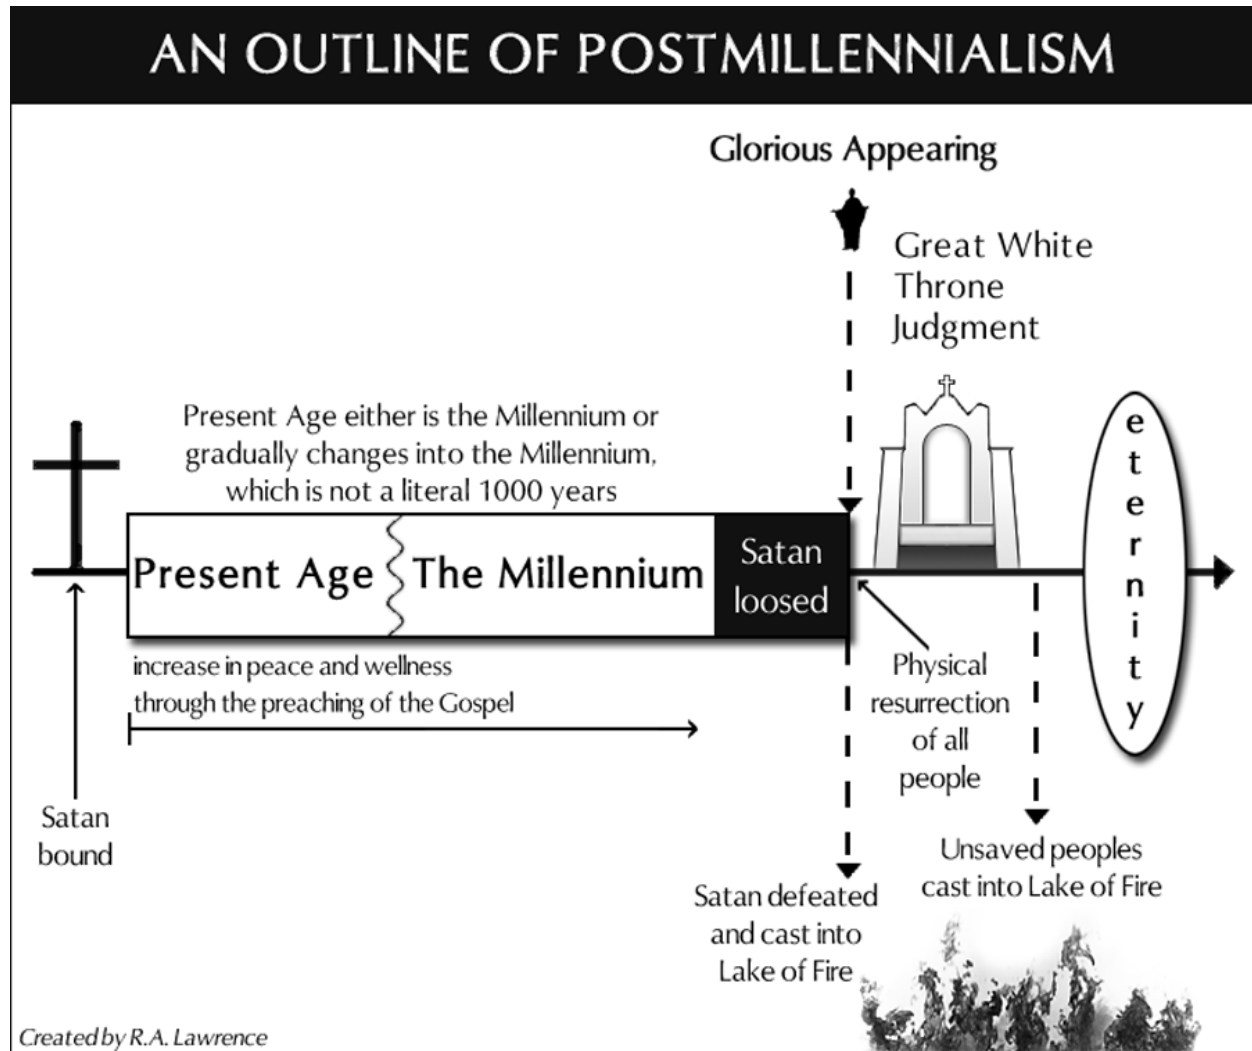 AN OUTLINE OF POSTMILLENNIALISM
Glorious Appearing
Great White
Throne
Judgment
Present Age either is the Millennium or
gradually changes into the Millennium,
which is not a literal 1000 years
Present Age
The Millennium
Satan
loosed
eternity
increase in peace and wellness
through the preaching of the Gospel
Physical
resurrection
of all
people
Satan
bound
Unsaved peoples
cast into Lake of Fire
Satan defeated
and cast into
Lake of Fire
Created by R.A. Lawrence